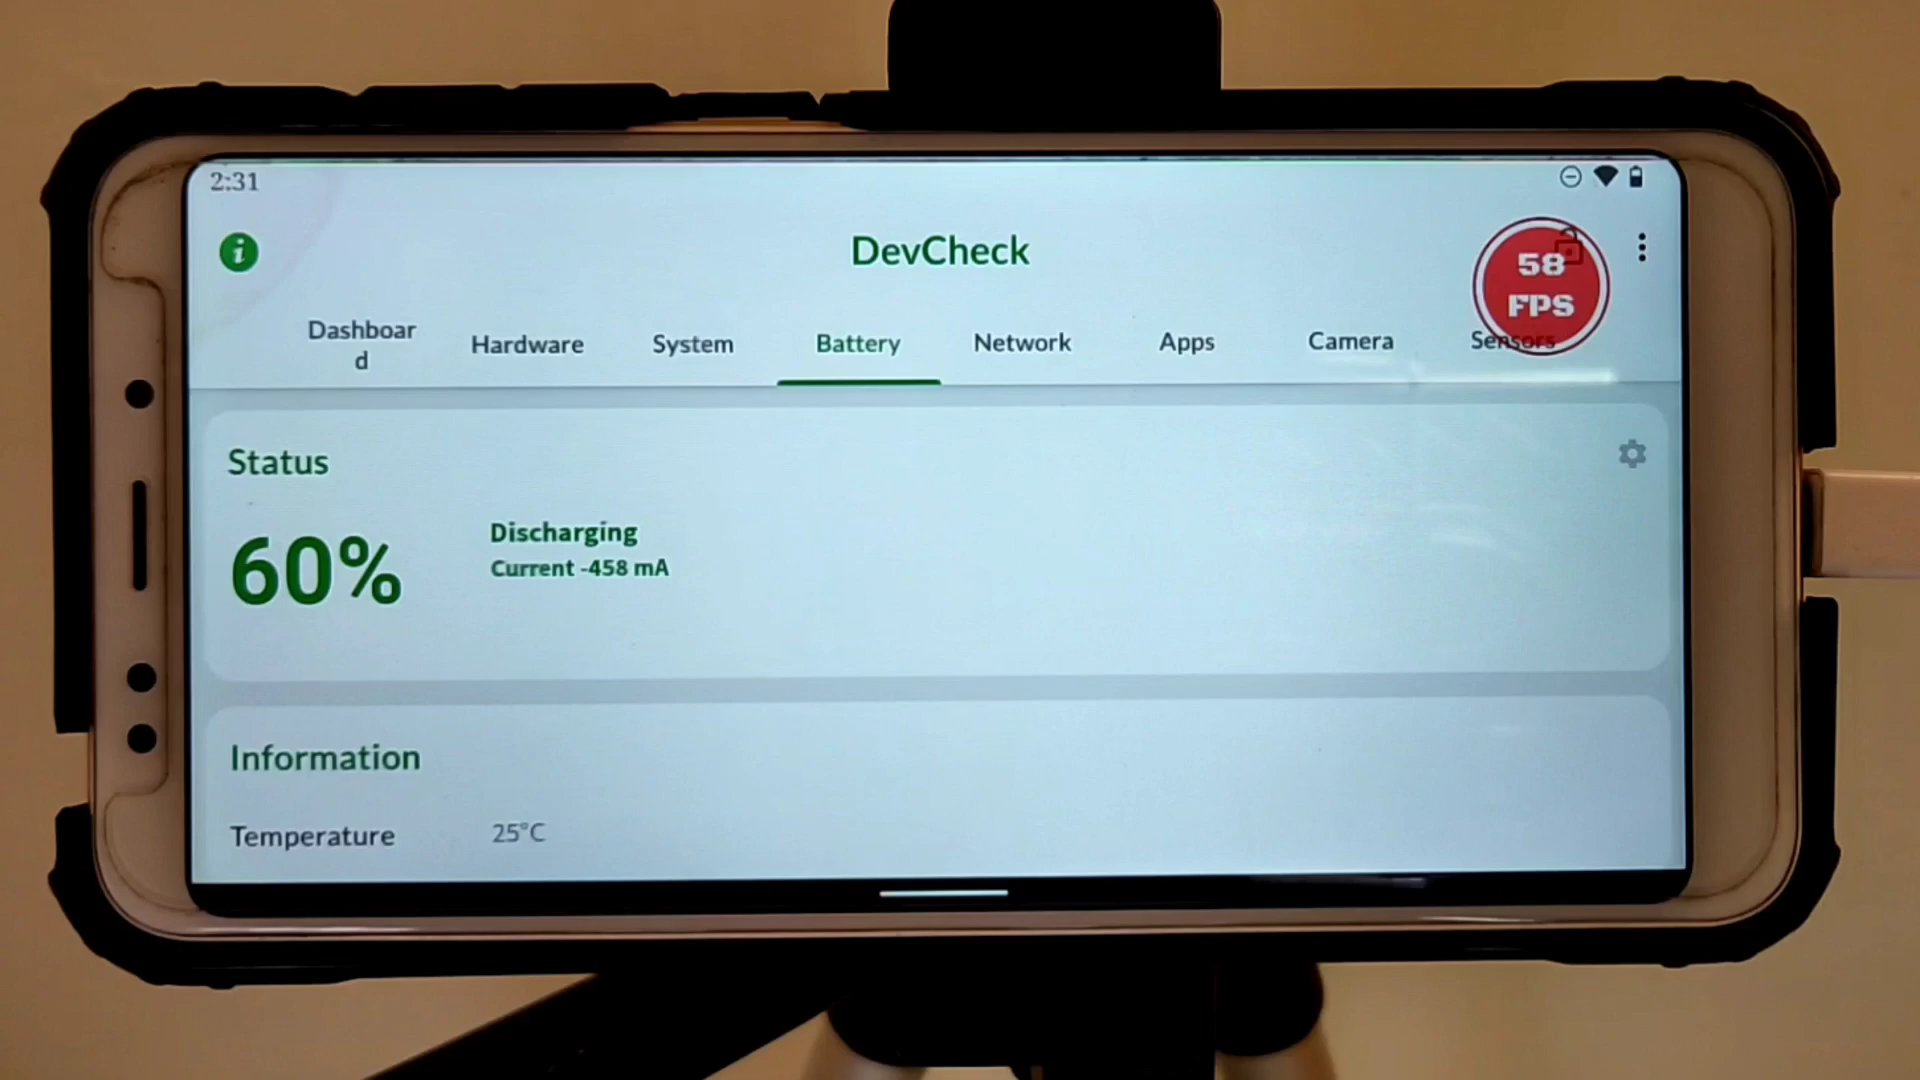 2:31
i
DevCheck
58
FPS
Dashboar
d
Hardware
System
Battery
Network
Apps
Camera
Sensors
Status
60%
Discharging
Current -458 mA
Information
Temperature
25°C